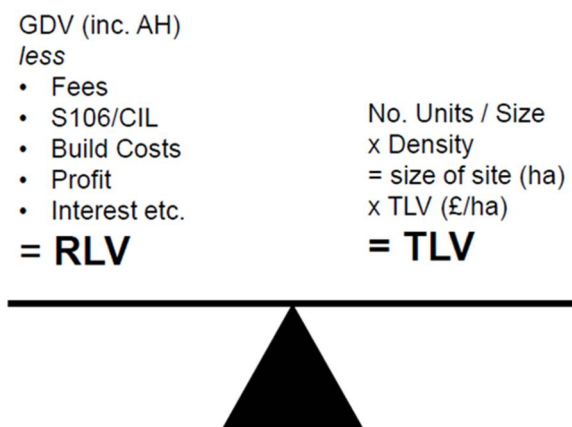 GDV (inc. AH)
less
• Fees
• S106/CIL
• Build Costs
• Profit
• Interest etc.
= RLV
No. Units / Size
x Density
= size of site (ha)
x TLV (£/ha)
= TLV